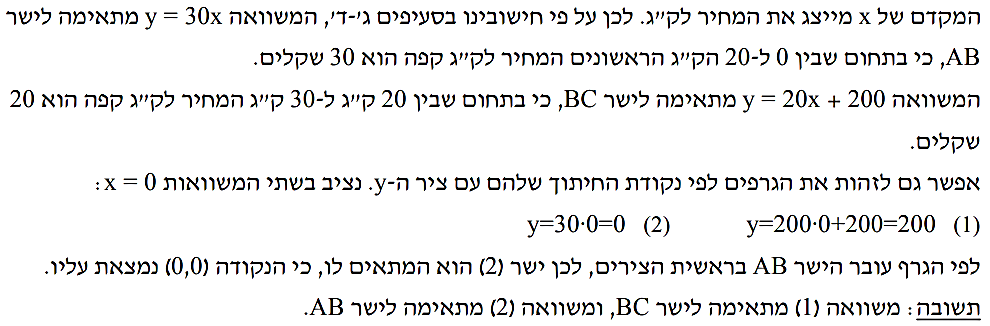 המקדם של x מייצג את המחיר לק״ג. לכן על פי חישובינו בסעיפים ג׳-ד׳, המשוואה y = 30x מתאימה לישר
AB, כי בתחום שבין 0 ל-20 הק״ג הראשונים המחיר לק״ג קפה הוא 30 שקלים.
המשוואה y = 20x + 200 מתאימה לישר BC, כי בתחום שבין 20 ק״ג ל-30 ק״ג המחיר לק״ג קפה הוא 20
שקלים.
אפשר גם לזהות את הגרפים לפי נקודת החיתוך שלהם עם ציר ה-y. נציב בשתי המשוואות x = 0:
(1) y=200·0+200=200 (2) y=30·0=0
לפי הגרף עובר הישר AB בראשית הצירים, לכן ישר (2) הוא המתאים לו, כי הנקודה (0,0) נמצאת עליו.
תשובה: משוואה (1) מתאימה לישר BC, ומשוואה (2) מתאימה לישר AB.